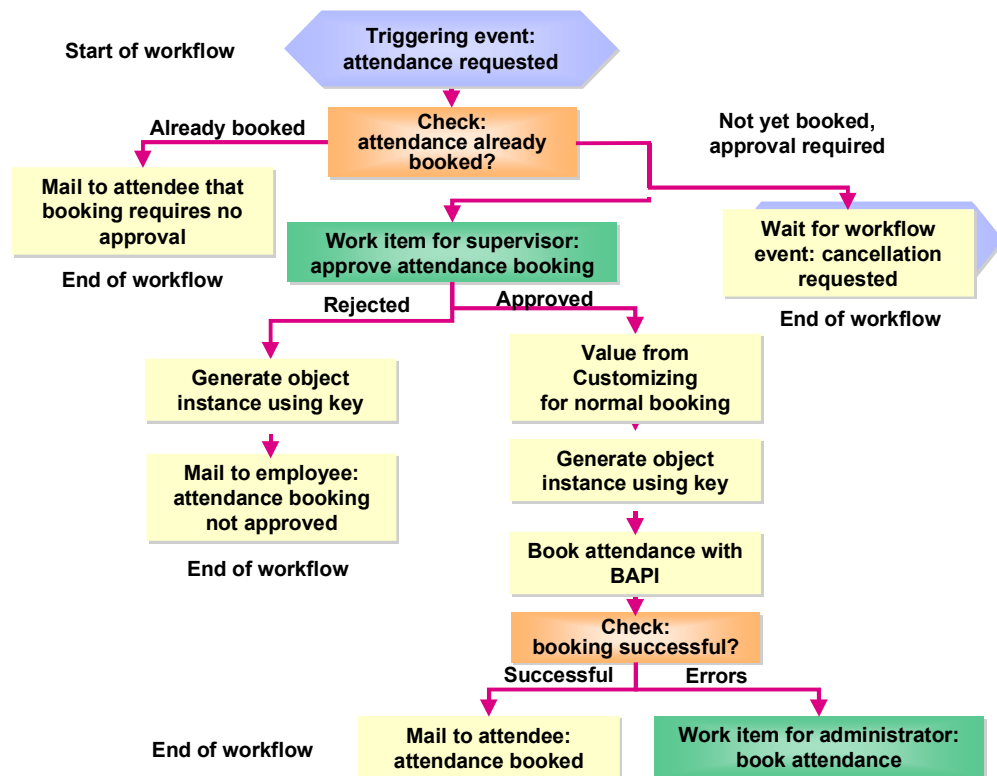 Start of workflow
Triggering event:
attendance requested
Already booked
Check:
attendance already
booked?
Not yet booked,
approval required
Mail to attendee that
booking requires no
approval
End of workflow
Work item for supervisor:
approve attendance booking
Wait for workflow
event: cancellation
requested
End of workflow
Rejected
Approved
Generate object
instance using key
Value from
Customizing
for normal booking
Mail to employee:
attendance booking
not approved
End of workflow
Generate object
instance using key
Book attendance with
BAPI
Check:
booking successful?
Successful
Errors
End of workflow
Mail to attendee:
attendance booked
Work item for administrator:
book attendance